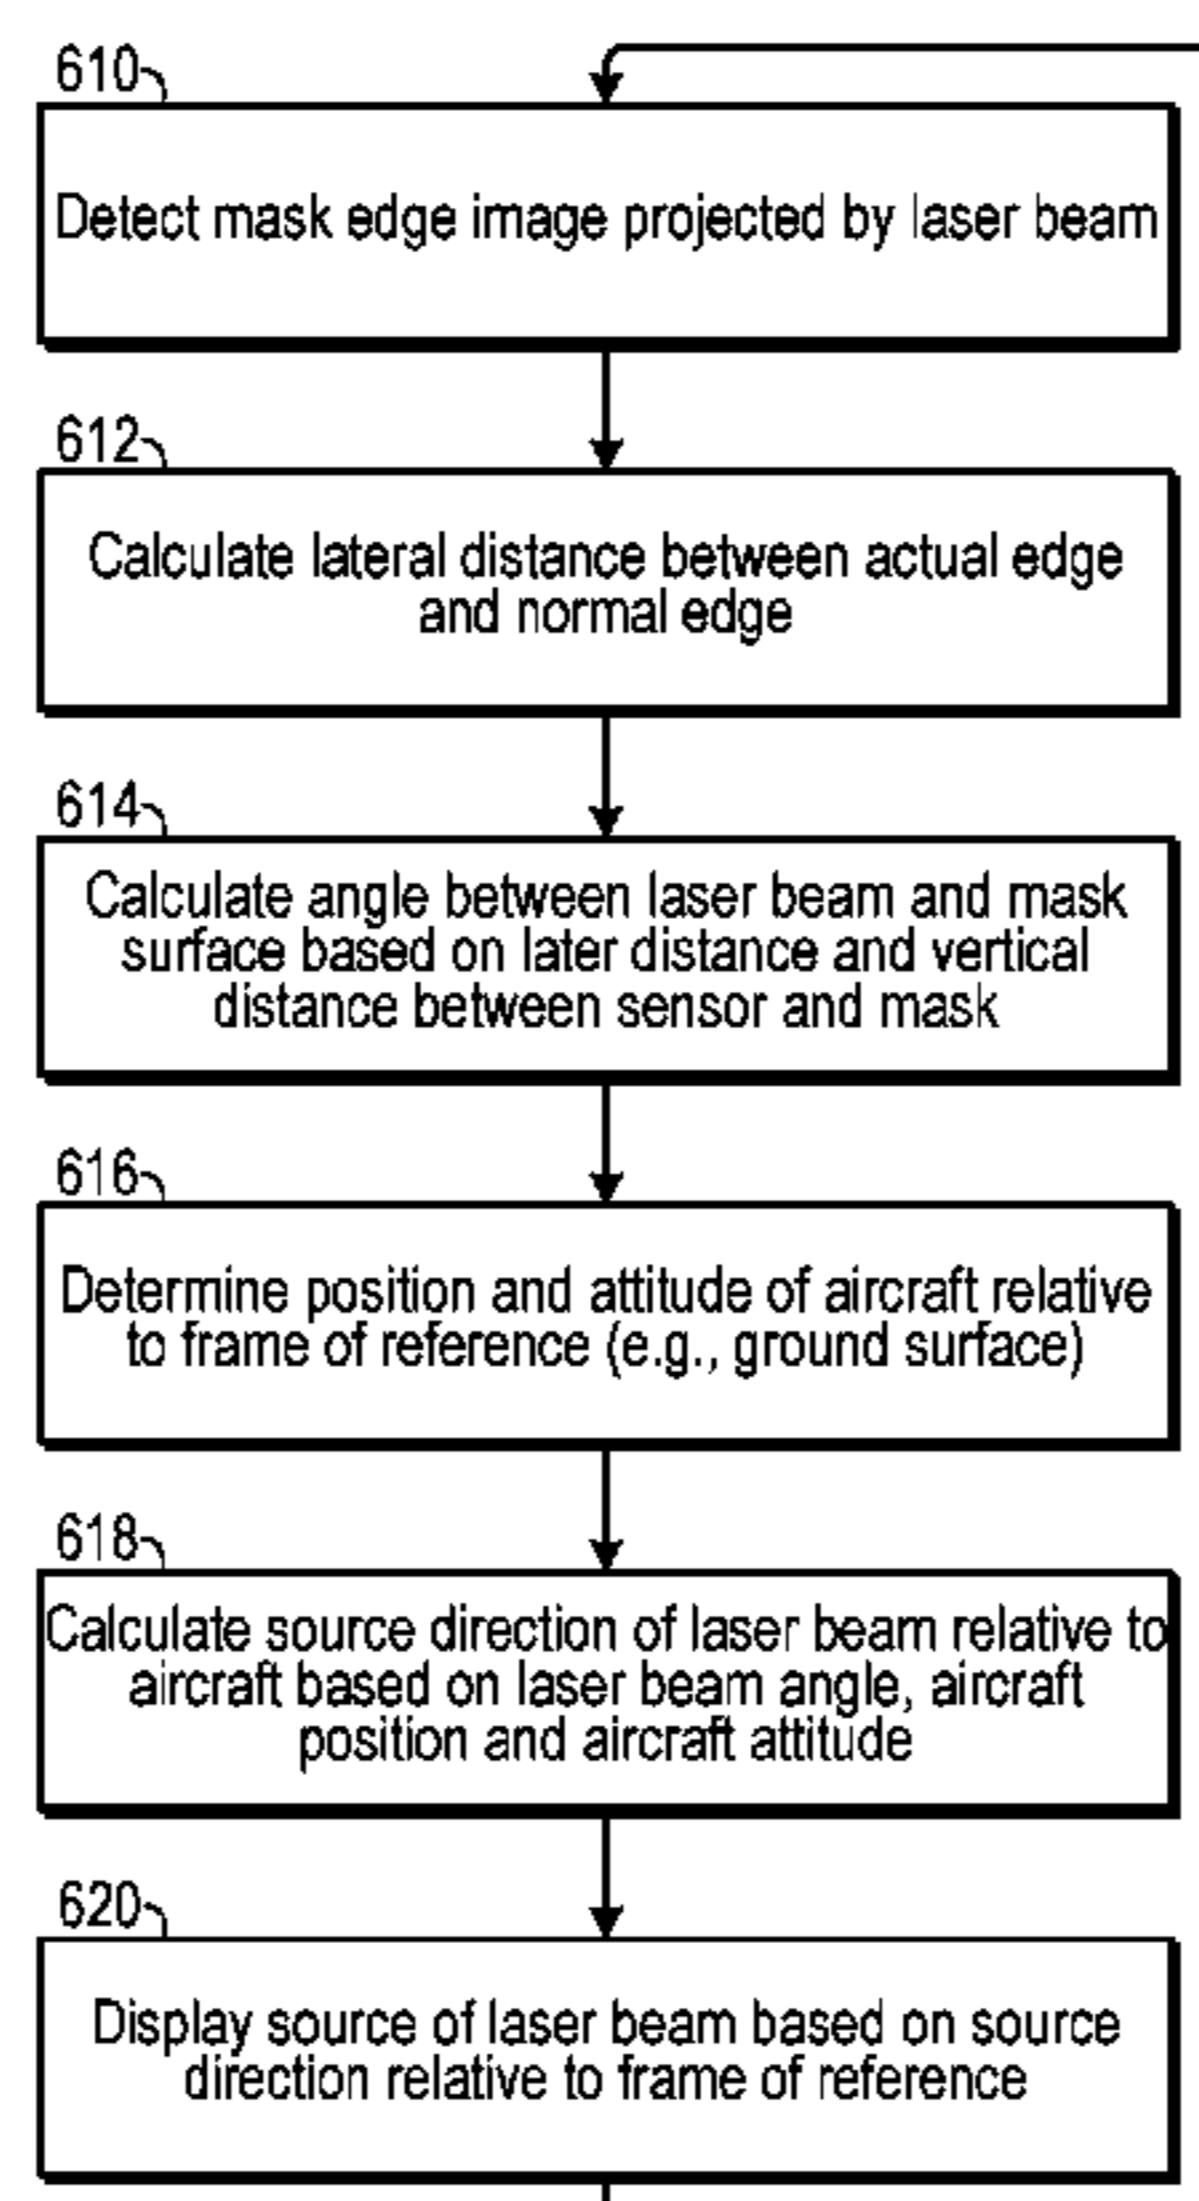 610
Detect mask edge image projected by laser beam
612
Calculate lateral distance between actual edge
and normal edge
614
Calculate angle between laser beam and mask
surface based on later distance and vertical
distance between sensor and mask
616
Determine position and attitude of aircraft relative
to frame of reference (e.g., ground surface)
618
Calculate source direction of laser beam relative to
aircraft based on laser beam angle, aircraft
position and aircraft attitude
620
Display source of laser beam based on source
direction relative to frame of reference